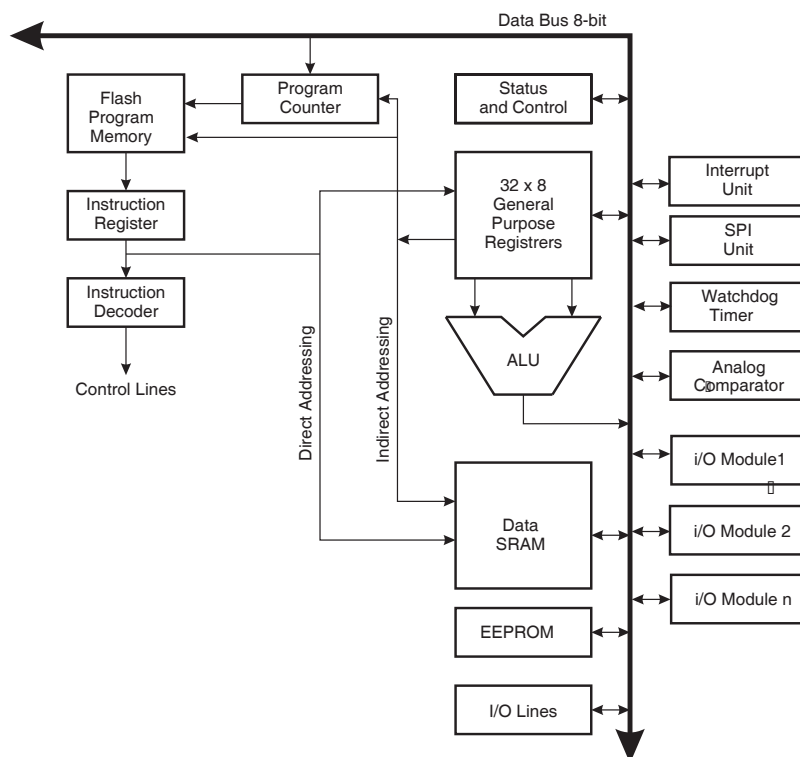 Data Bus 8-bit
Flash
Program
Memory
Program
Counter
Status
and Control
Interrupt
Unit
32 x 8
General
Purpose
Registrers
Instruction
Register
SPI
Unit
Instruction
Decoder
Watchdog
Timer
Direct Addressing
Indirect Addressing
ALU
Analog
Comparator
Control Lines
i/O Module1
Data
SRAM
i/O Module 2
i/O Module n
EEPROM
I/O Lines